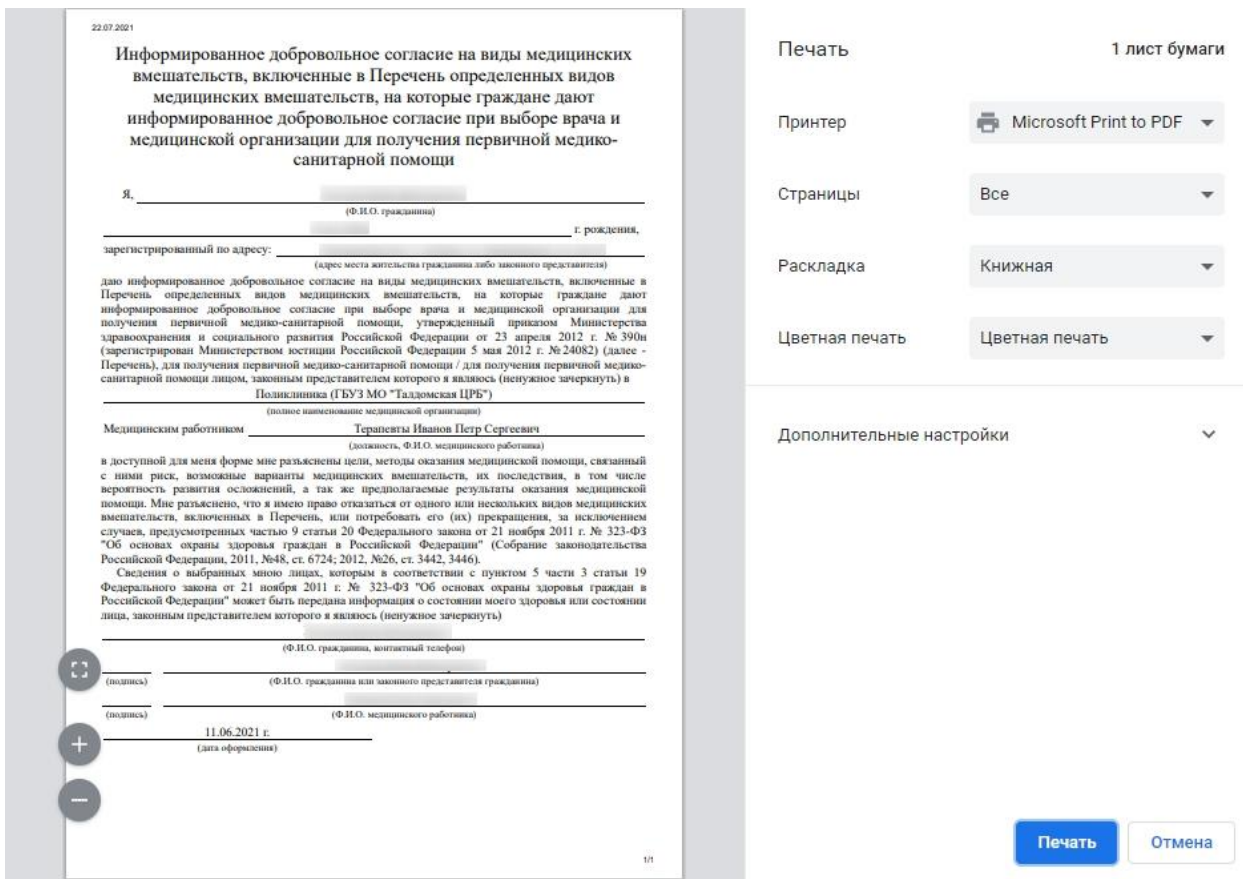 22.07.2021
Информированное добровольное согласие на виды медицинских
вмешательств, включенные в Перечень определенных видов
медицинских вмешательств, на которые граждане дают
информированное добровольное согласие при выборе врача и
медицинской организации для получения первичной медико-
санитарной помощи
Я,
(Ф.И.О. гражданина)
г. рождения,
зарегистрированный по адресу:
(адрес места жительства гражданина либо законного представителя)
даю информированное добровольное согласие на виды медицинских вмешательств, включенные в
Перечень определенных видов медицинских вмешательств, на которые граждане дают
информированное добровольное согласие при выборе врача и медицинской организации для
получения первичной медико-санитарной помощи, утвержденный приказом Министерства
здравоохранения и социального развития Российской Федерации от 23 апреля 2012 г. № 390н
(зарегистрирован Министерством юстиции Российской Федерации 5 мая 2012 г. № 24082) (далее -
Перечень), для получения первичной медико-санитарной помощи / для получения первичной медико-
санитарной помощи лицом, законным представителем которого я являюсь (ненужное зачеркнуть) в
Поликлиника (ГБУЗ МО "Талдомская ЦРБ")
(полное наименование медицинской организации)
Медицинским работником Терапевты Иванов Петр Сергеевич
(должность, Ф.И.О. медицинского работника)
в доступной для меня форме мне разъяснены цели, методы оказания медицинской помощи, связанный
с ними риск, возможные варианты медицинских вмешательств, их последствия, в том числе
вероятность развития осложнений, а так же предполагаемые результаты оказания медицинской
помощи. Мне разъяснено, что я имею право отказаться от одного или нескольких видов медицинских
вмешательств, включенных в Перечень, или потребовать его (их) прекращения, за исключением
случаев, предусмотренных частью 9 статьи 20 Федерального закона от 21 ноября 2011 г. № 323-ФЗ
"Об основах охраны здоровья граждан в Российской Федерации" (Собрание законодательства
Российской Федерации, 2011, №48, ст. 6724; 2012, №26, ст. 3442, 3446).
Сведения о выбранных мною лицах, которым в соответствии с пунктом 5 части 3 статьи 19
Федерального закона от 21 ноября 2011 г. № 323-ФЗ "Об основах охраны здоровья граждан в
Российской Федерации" может быть передана информация о состоянии моего здоровья или состоянии
лица, законным представителем которого я являюсь (ненужное зачеркнуть)
(Ф.И.О. гражданина, контактный телефон)
(подпись) (Ф.И.О. гражданина или законного представителя гражданина)
(подпись) (Ф.И.О. медицинского работника)
11.06.2021 г.
(дата оформления)
1/1
Печать 1 лист бумаги
Принтер Microsoft Print to PDF
Страницы Все
Раскладка Книжная
Цветная печать Цветная печать
Дополнительные настройки
Печать Отмена